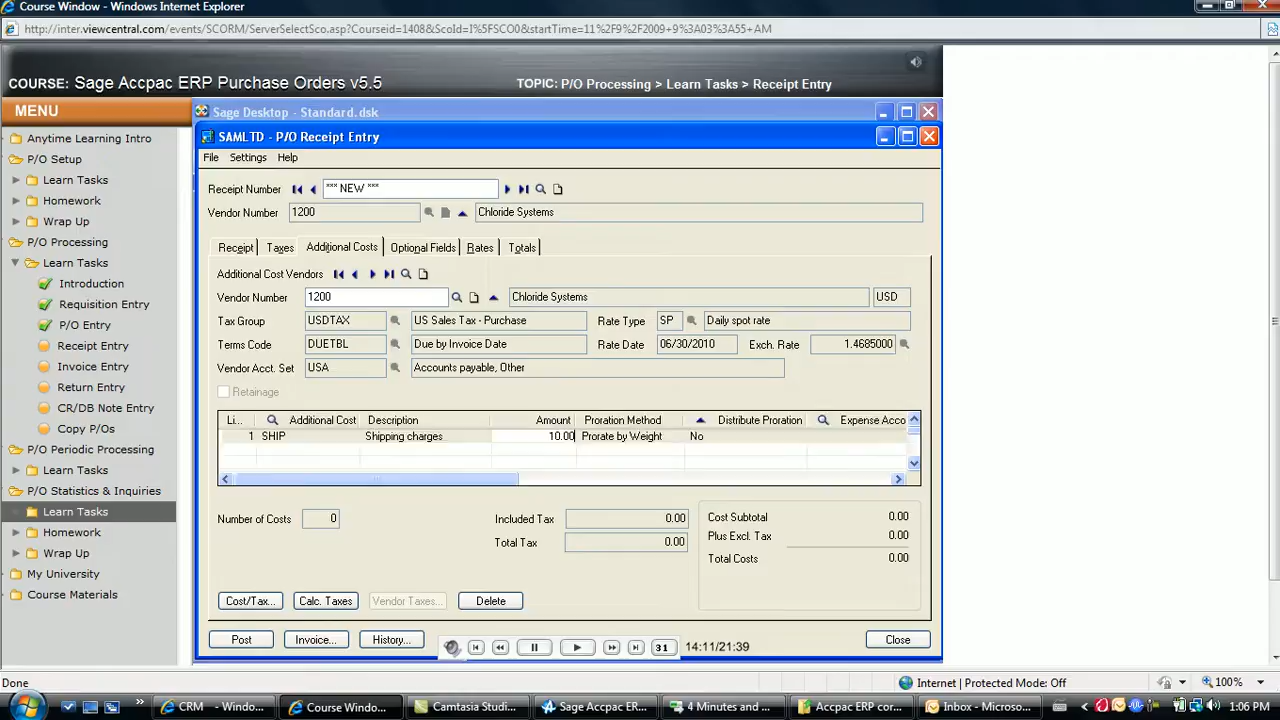 Course Window - Windows Internet Explorer
http://inter.viewcentral.com/events/SCORM/ServerSelectSco.asp?Courseid=1408&ScoId=I%5FSCO0&startTime=11%2F9%2F2009+9%3A03%3A55+AM
COURSE: Sage Accpac ERP Purchase Orders v5.5
TOPIC: P/O Processing > Learn Tasks > Receipt Entry
MENU
Anytime Learning Intro
P/O Setup
Learn Tasks
Homework
Wrap Up
P/O Processing
Learn Tasks
Introduction
Requisition Entry
P/O Entry
Receipt Entry
Invoice Entry
Return Entry
CR/DB Note Entry
Copy P/Os
P/O Periodic Processing
Learn Tasks
P/O Statistics & Inquiries
Learn Tasks
Homework
Wrap Up
My University
Course Materials
Sage Desktop - Standard.dsk
SAMLTD - P/O Receipt Entry
File Settings Help
Receipt Number *** NEW ***
Vendor Number 1200 Chloride Systems
Receipt Taxes Additional Costs Optional Fields Rates Totals
Additional Cost Vendors
Vendor Number 1200 Chloride Systems USD
Tax Group USDTAX US Sales Tax - Purchase Rate Type SP Daily spot rate
Terms Code DUETBL Due by Invoice Date Rate Date 06/30/2010 Exch. Rate 1.4685000
Vendor Acct. Set USA Accounts payable, Other
Retainage
Li... Additional Cost Description Amount Proration Method Distribute Proration Expense Acco
1 SHIP Shipping charges 10.00 Prorate by Weight No
Number of Costs 0 Included Tax 0.00 Cost Subtotal 0.00
Total Tax 0.00 Plus Excl. Tax 0.00
Total Costs 0.00
Cost/Tax... Calc. Taxes Vendor Taxes... Delete
Post Invoice... History... Close
31 14:11/21:39
Done Internet | Protected Mode: Off 100%
» CRM - Windo... Course Windo... Camtasia Studi... Sage Accpac ER... 4 Minutes and ... Accpac ERP cor... Inbox - Microso... 1:06 PM